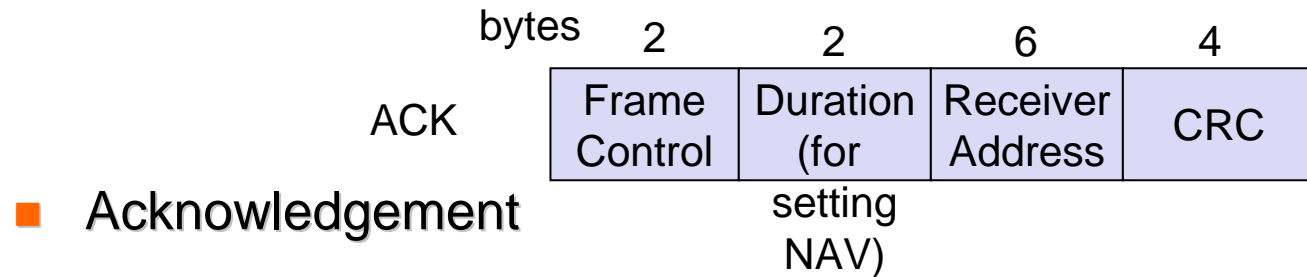 bytes 2 2 6 4
ACK
Frame Control
Duration (for setting NAV)
Receiver Address
CRC
Acknowledgement